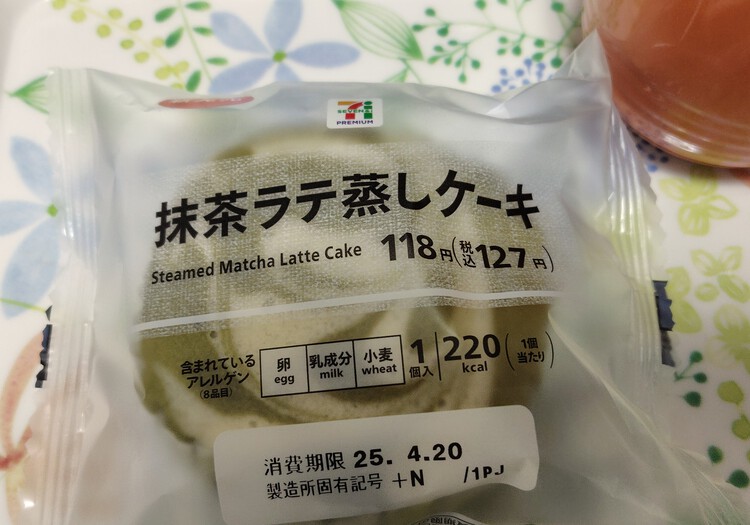 7i
SEVEN&i
PREMIUM
抹茶ラテ蒸しケーキ
Steamed Matcha Latte Cake 118円(税込127円)
含まれている
アレルゲン
(8品目)
卵
egg
乳成分
milk
小麦
wheat
1
個入
220
kcal
(1個
当たり)
消費期限 25. 4.20
製造所固有記号 +N /1PJ